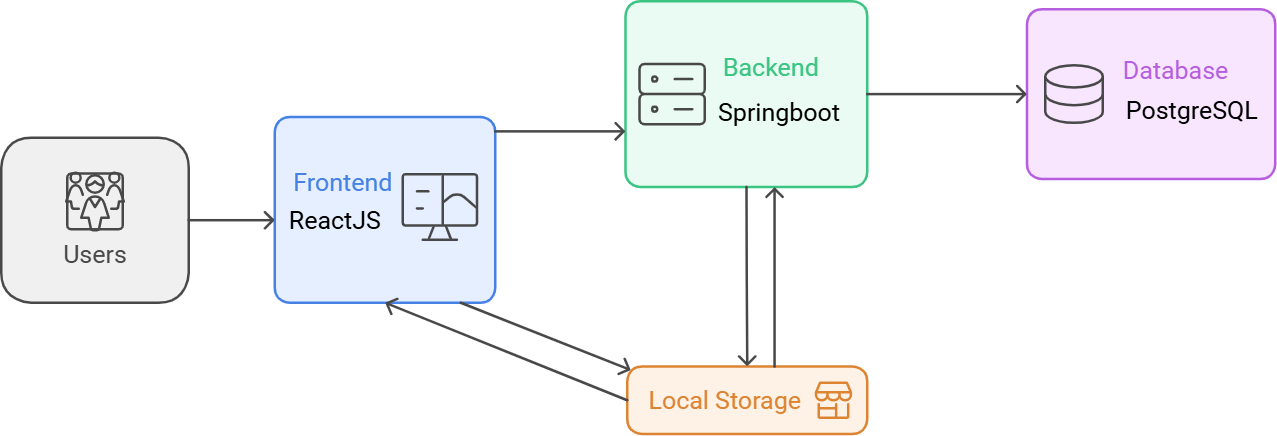 Users
Frontend
ReactJS
Backend
Springboot
Database
PostgreSQL
Local Storage